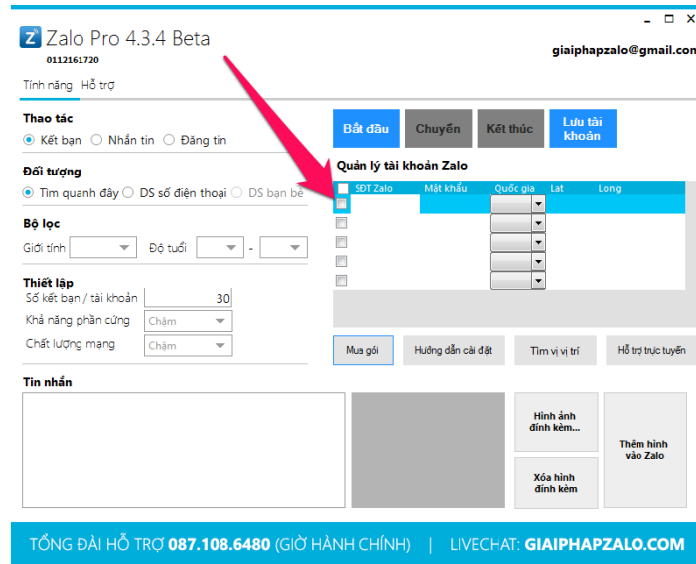 Zalo Pro 4.3.4 Beta
0112161720
giaiphapzalo@gmail.com
Tính năng Hỗ trợ
Thao tác
Kết bạn Nhắn tin Đăng tin
Đối tượng
Tìm quanh đây DS số điện thoại DS bạn bè
Bộ lọc
Giới tính Độ tuổi -
Thiết lập
Số kết bạn / tài khoản 30
Khả năng phần cứng Chậm
Chất lượng mạng Chậm
Bắt đầu Chuyển Kết thúc Lưu tài
khoản
Quản lý tài khoản Zalo
SĐT Zalo Mật khẩu Quốc gia Lat Long
Mua gói Hướng dẫn cài đặt Tìm vị vị trí Hỗ trợ trực tuyến
Tin nhắn
Hình ảnh
đính kèm...
Xóa hình
đính kèm
Thêm hình
vào Zalo
TỔNG ĐÀI HỖ TRỢ 087.108.6480 (GIỜ HÀNH CHÍNH) | LIVECHAT: GIAIPHAPZALO.COM